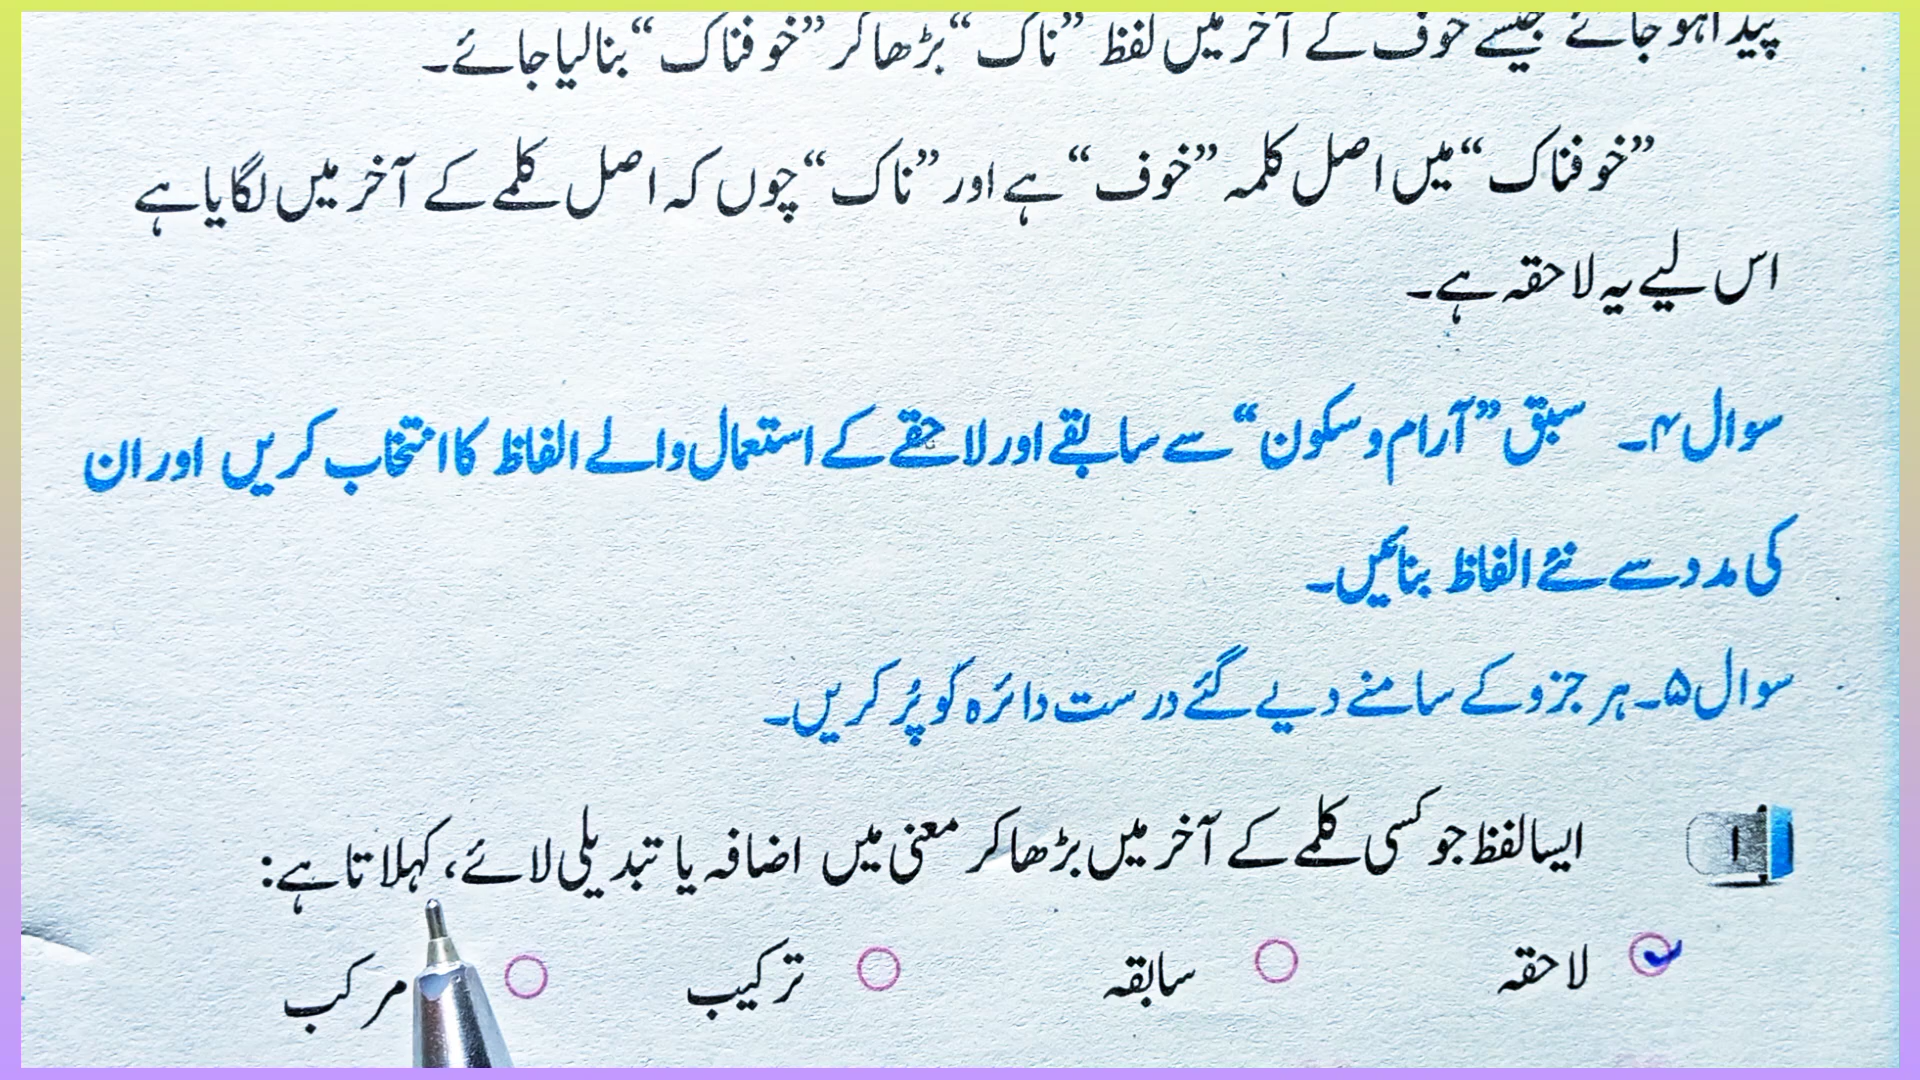 پیدا ہو جائے جیسے خوف کے آخر میں لفظ ”ناک“ بڑھا کر ”خوفناک“ بنا لیا جائے۔
”خوفناک“ میں اصل کلمہ ”خوف“ ہے اور ”ناک“ چوں کہ اصل کلمے کے آخر میں لگایا ہے
اس لیے یہ لاحقہ ہے۔
سوال ۴۔ سبق ”آرام و سکون“ سے سابقے اور لاحقے کے استعمال والے الفاظ کا انتخاب کریں اور ان
کی مدد سے نئے الفاظ بنائیں۔
سوال ۵۔ ہر جزو کے سامنے دیے گئے درست دائرہ کو پُر کریں۔
۱ ایسا لفظ جو کسی کلمے کے آخر میں بڑھا کر معنی میں اضافہ یا تبدیلی لائے، کہلاتا ہے:
لاحقہ سابقہ ترکیب مرکب